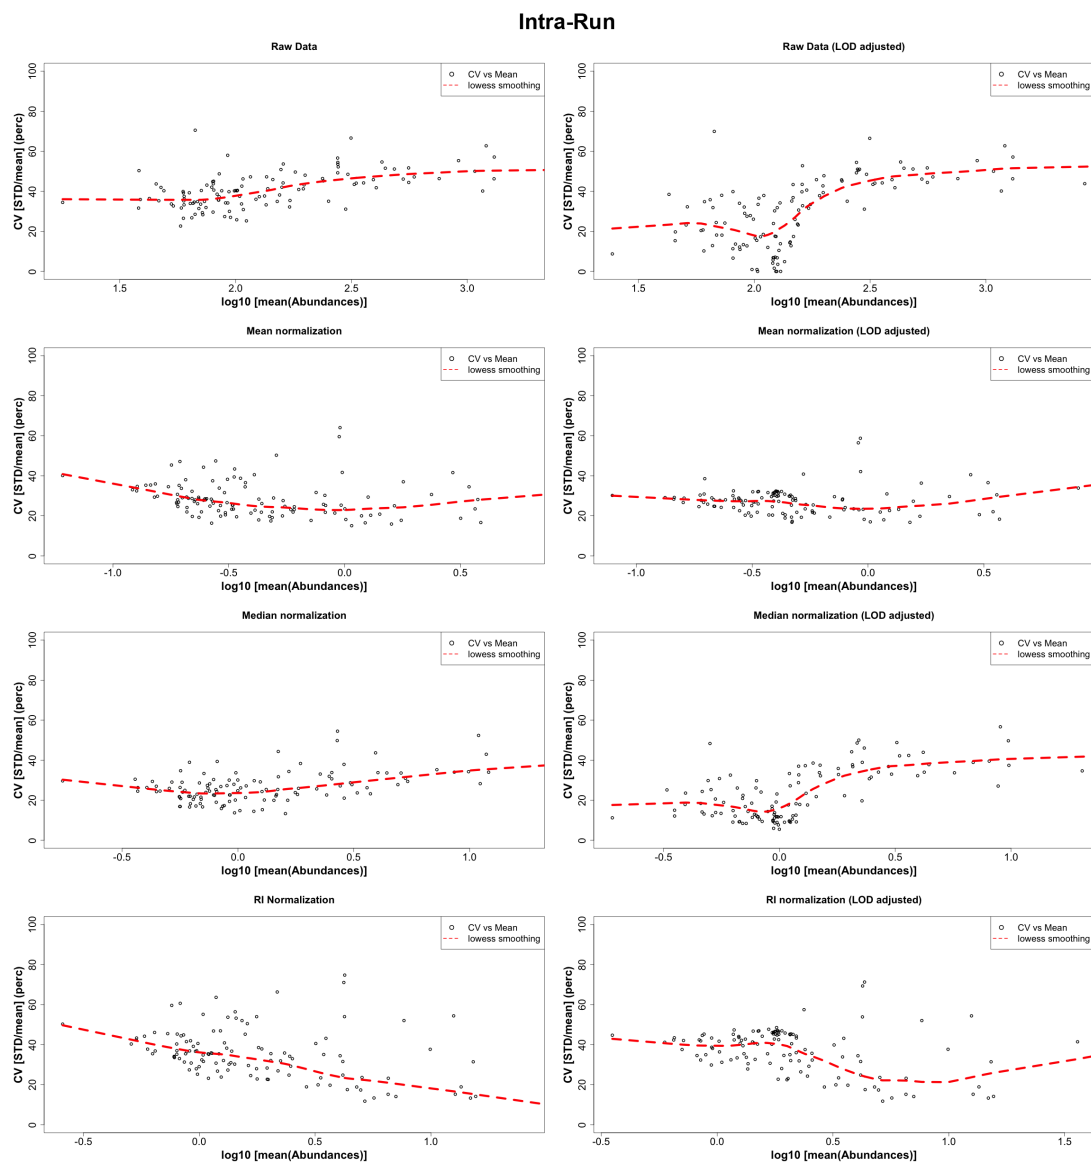 Intra-Run
Raw Data
CV vs Mean
lowess smoothing
CV [STD/mean] (perc)
0 20 40 60 80 100
1.5 2.0 2.5 3.0
log10 [mean(Abundances)]
Raw Data (LOD adjusted)
CV vs Mean
lowess smoothing
CV [STD/mean] (perc)
0 20 40 60 80 100
1.5 2.0 2.5 3.0
log10 [mean(Abundances)]
Mean normalization
CV vs Mean
lowess smoothing
CV [STD/mean] (perc)
0 20 40 60 80 100
-1.0 -0.5 0.0 0.5
log10 [mean(Abundances)]
Mean normalization (LOD adjusted)
CV vs Mean
lowess smoothing
CV [STD/mean] (perc)
0 20 40 60 80 100
-1.0 -0.5 0.0 0.5
log10 [mean(Abundances)]
Median normalization
CV vs Mean
lowess smoothing
CV [STD/mean] (perc)
0 20 40 60 80 100
-0.5 0.0 0.5 1.0
log10 [mean(Abundances)]
Median normalization (LOD adjusted)
CV vs Mean
lowess smoothing
CV [STD/mean] (perc)
0 20 40 60 80 100
-0.5 0.0 0.5 1.0
log10 [mean(Abundances)]
RI Normalization
CV vs Mean
lowess smoothing
CV [STD/mean] (perc)
0 20 40 60 80 100
-0.5 0.0 0.5 1.0
log10 [mean(Abundances)]
RI normalization (LOD adjusted)
CV vs Mean
lowess smoothing
CV [STD/mean] (perc)
0 20 40 60 80 100
-0.5 0.0 0.5 1.0 1.5
log10 [mean(Abundances)]